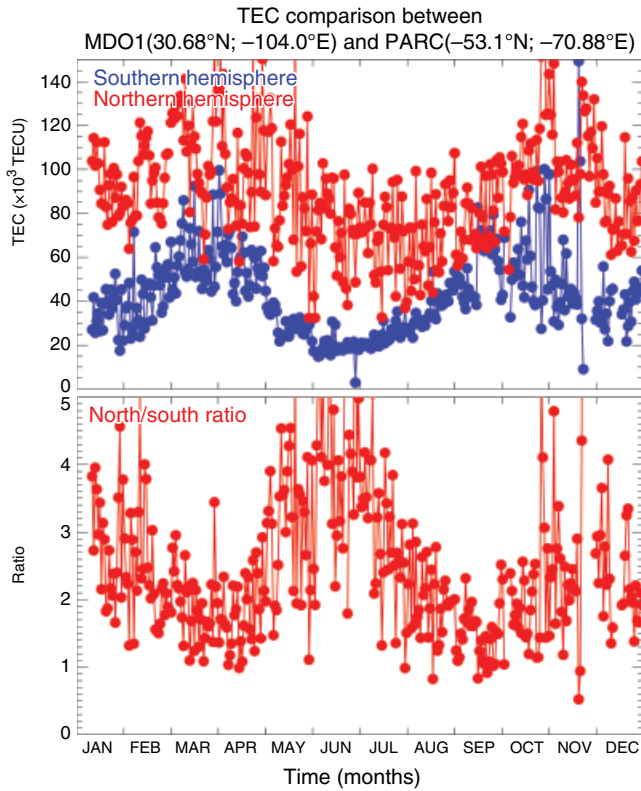 TEC comparison between
MDO1(30.68°N; –104.0°E) and PARC(–53.1°N; –70.88°E)
140
120
100
80
60
40
20
0
TEC (×10³ TECU)
Southern hemisphere
Northern hemisphere
5
4
3
2
1
0
Ratio
North/south ratio
JAN FEB MAR APR MAY JUN JUL AUG SEP OCT NOV DEC
Time (months)